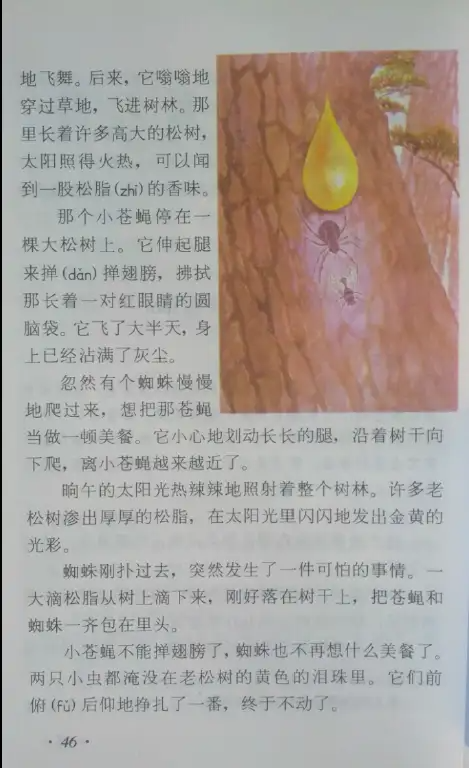 地飞舞。后来，它嗡嗡地
穿过草地，飞进树林。那
里长着许多高大的松树，
太阳照得火热，可以闻
到一股松脂(zhī)的香味。
那个小苍蝇停在一
棵大松树上。它伸起腿
来掸(dǎn)掸翅膀，拂拭
那长着一对红眼睛的圆
脑袋。它飞了大半天，身
上已经沾满了灰尘。
忽然有个蜘蛛慢慢
地爬过来，想把那苍蝇
当做一顿美餐。它小心地划动长长的腿，沿着树干向
下爬，离小苍蝇越来越近了。
晌午的太阳光热辣辣地照射着整个树林。许多老
松树渗出厚厚的松脂，在太阳光里闪闪地发出金黄的
光彩。
蜘蛛刚扑过去，突然发生了一件可怕的事情。一
大滴松脂从树上滴下来，刚好落在树干上，把苍蝇和
蜘蛛一齐包在里头。
小苍蝇不能掸翅膀了，蜘蛛也不再想什么美餐了。
两只小虫都淹没在老松树的黄色的泪珠里。它们前
俯(fǔ)后仰地挣扎了一番，终于不动了。
·46·